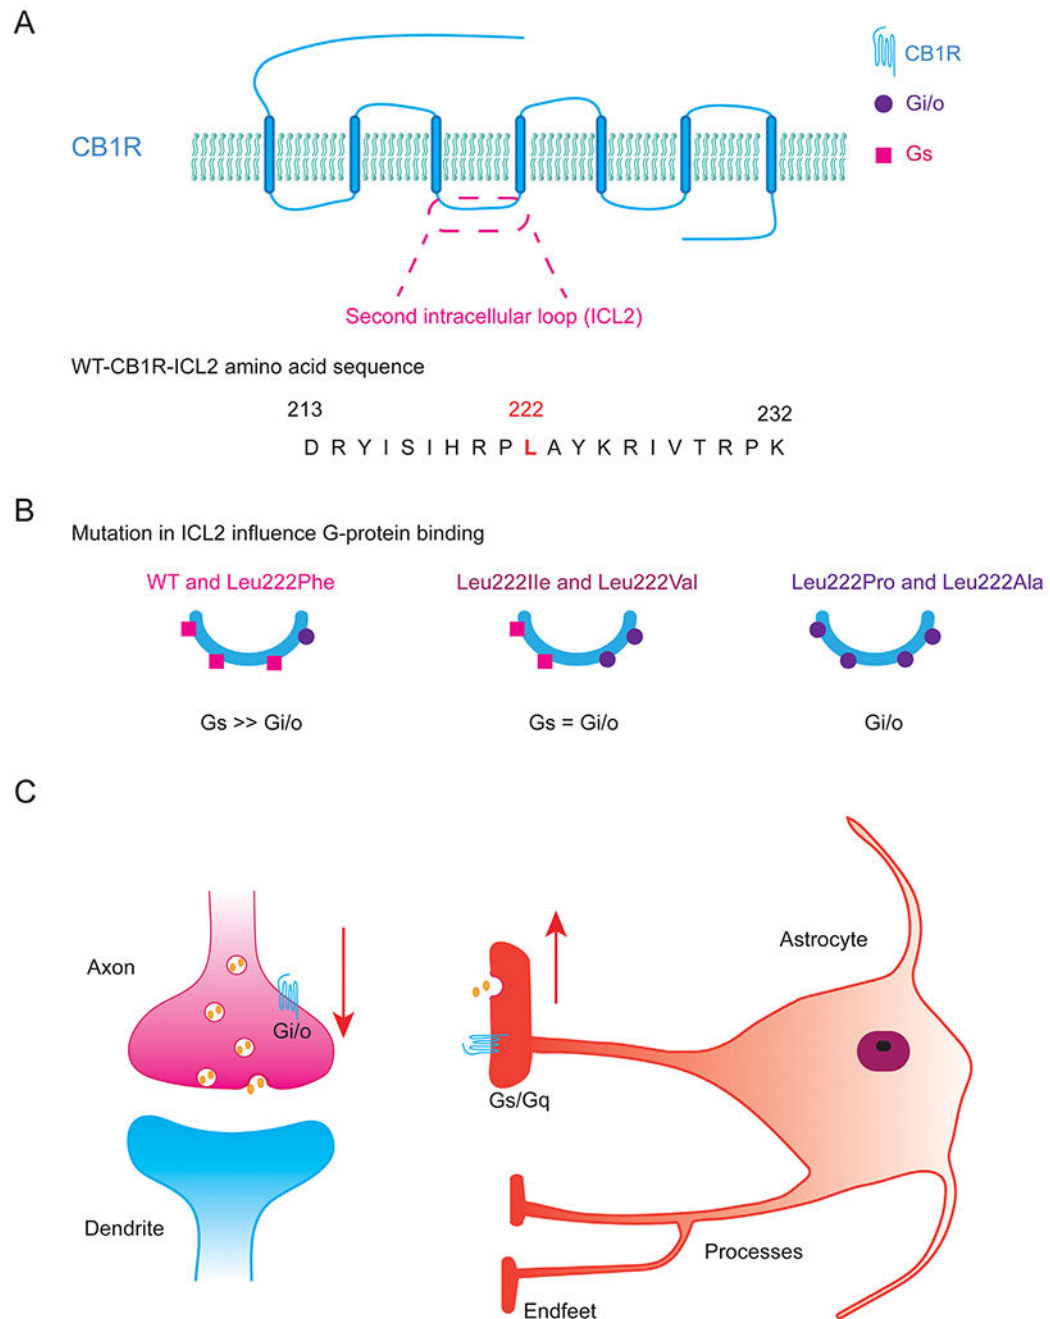 A
CB1R
Gi/o
Gs
CB1R
Second intracellular loop (ICL2)
WT-CB1R-ICL2 amino acid sequence
213 222 232
D R Y I S I H R P L A Y K R I V T R P K
B
Mutation in ICL2 influence G-protein binding
WT and Leu222Phe
Leu222Ile and Leu222Val
Leu222Pro and Leu222Ala
Gs >> Gi/o
Gs = Gi/o
Gi/o
C
Axon
Gi/o
Dendrite
Gs/Gq
Astrocyte
Processes
Endfeet